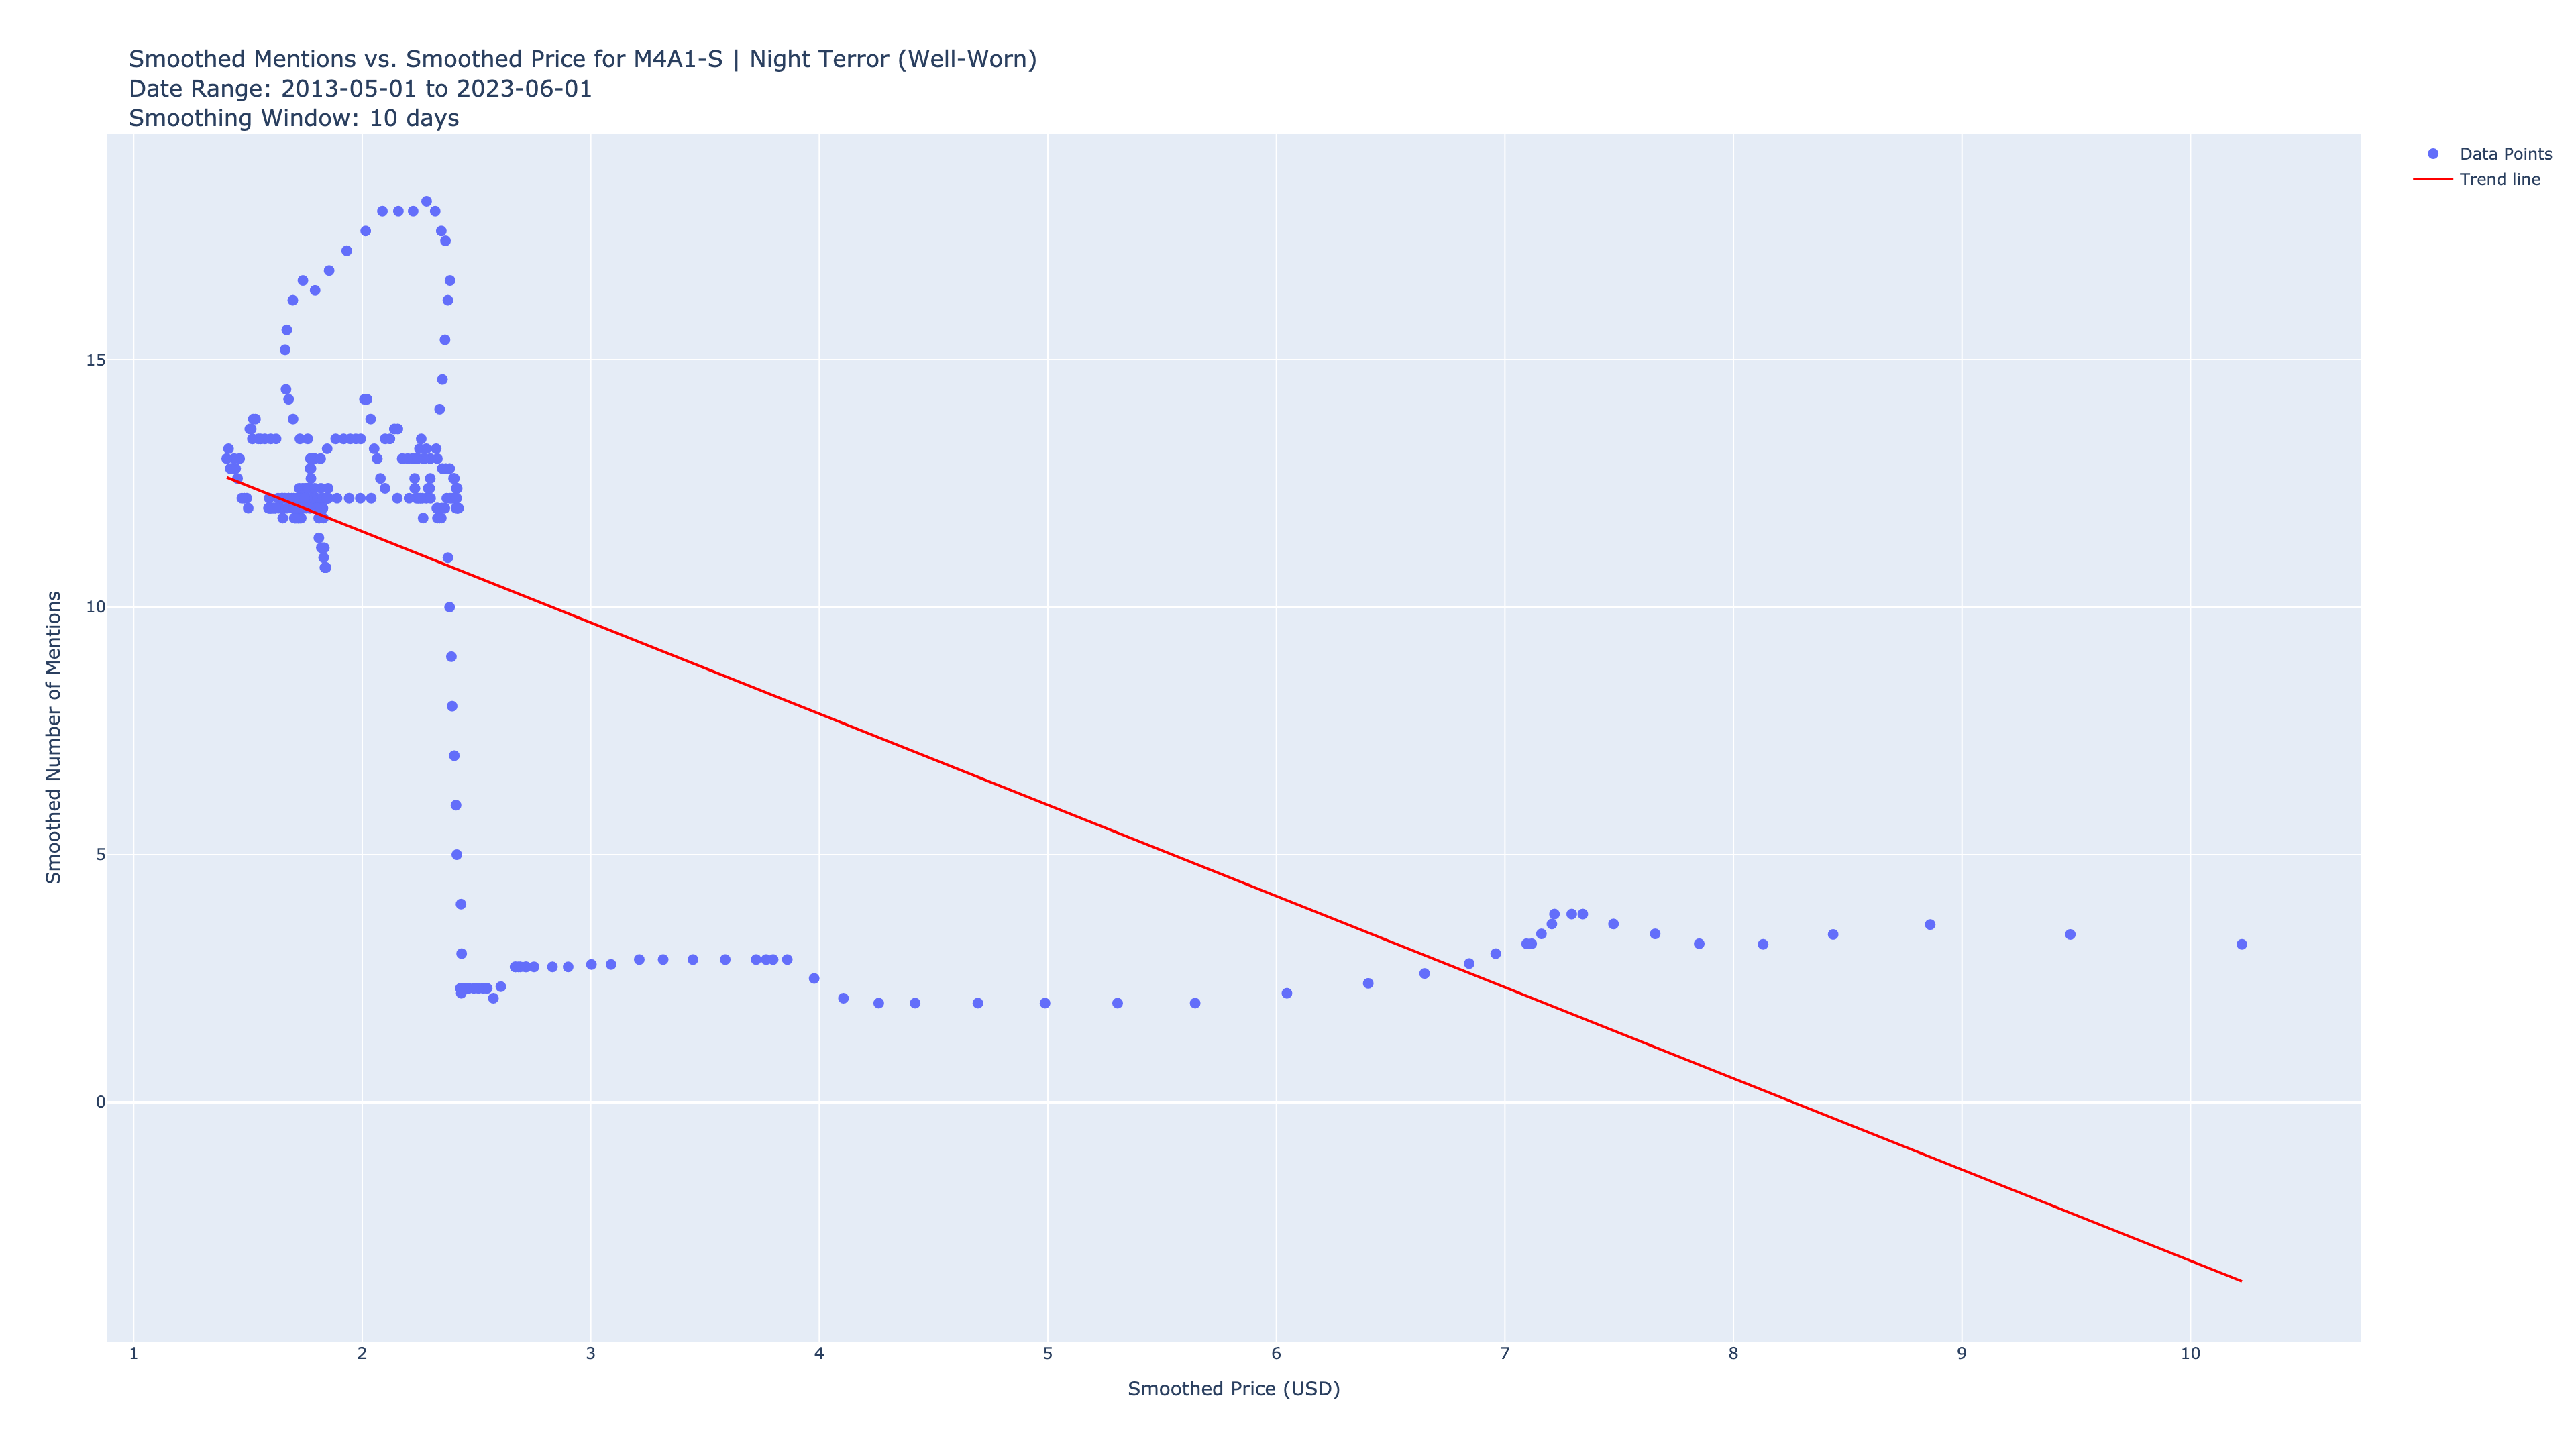 Smoothed Mentions vs. Smoothed Price for M4A1-S | Night Terror (Well-Worn)
Date Range: 2013-05-01 to 2023-06-01
Smoothing Window: 10 days
Data Points
Trend line
15
10
5
0
Smoothed Number of Mentions
1 2 3 4 5 6 7 8 9 10
Smoothed Price (USD)